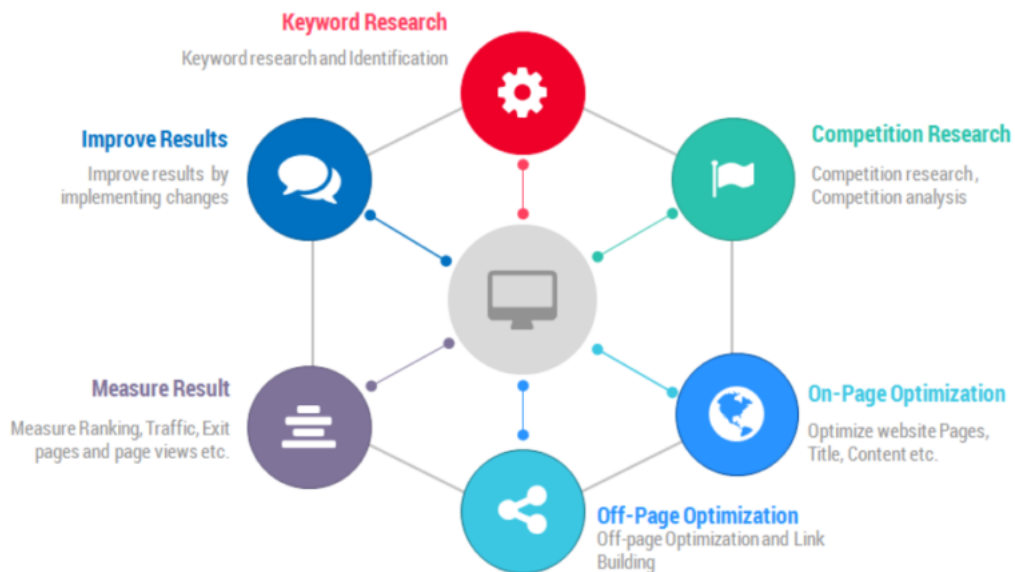 Keyword Research
Keyword research and Identification
Competition Research
Competition research,
Competition analysis
On-Page Optimization
Optimize website Pages,
Title, Content etc.
Off-Page Optimization
Off-page Optimization and Link
Building
Measure Result
Measure Ranking, Traffic, Exit
pages and page views etc.
Improve Results
Improve results by
implementing changes